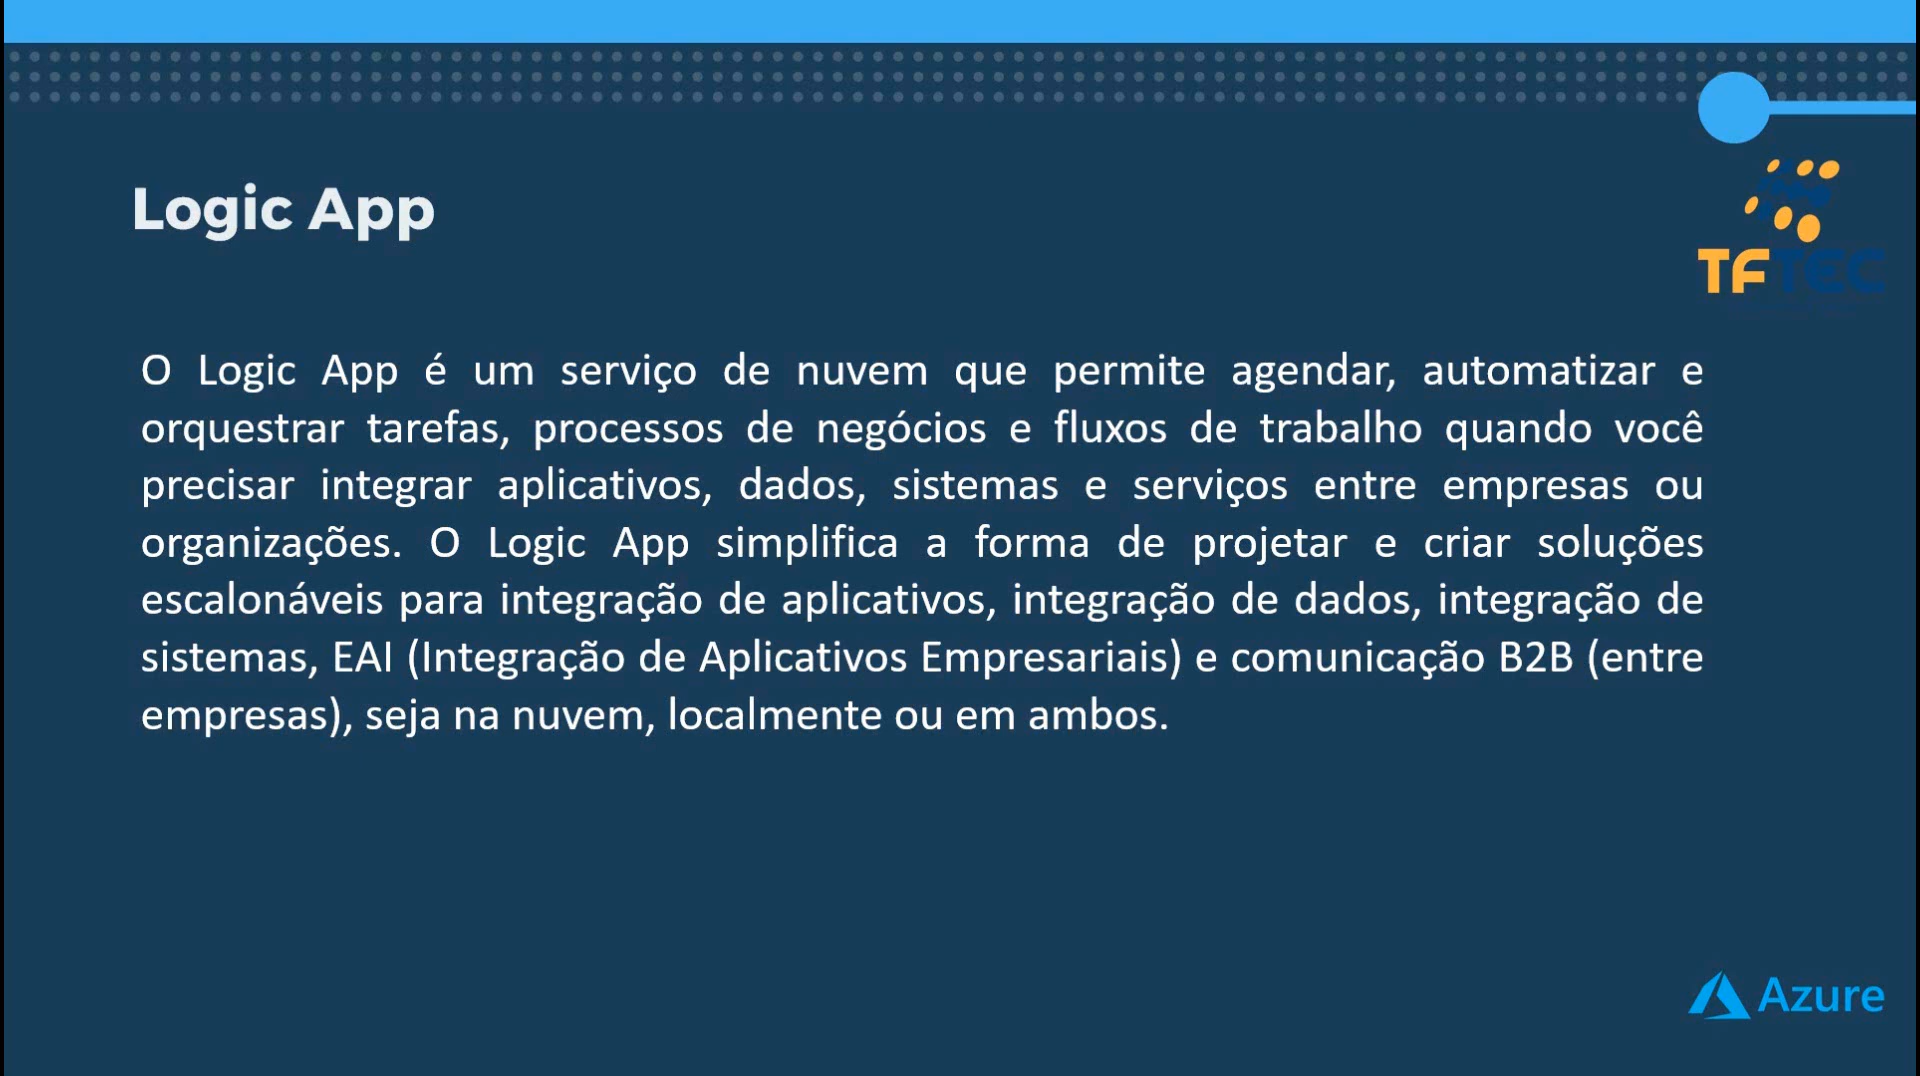 Logic App
TFTEC
O Logic App é um serviço de nuvem que permite agendar, automatizar e
orquestrar tarefas, processos de negócios e fluxos de trabalho quando você
precisar integrar aplicativos, dados, sistemas e serviços entre empresas ou
organizações. O Logic App simplifica a forma de projetar e criar soluções
escalonáveis para integração de aplicativos, integração de dados, integração de
sistemas, EAI (Integração de Aplicativos Empresariais) e comunicação B2B (entre
empresas), seja na nuvem, localmente ou em ambos.
Azure